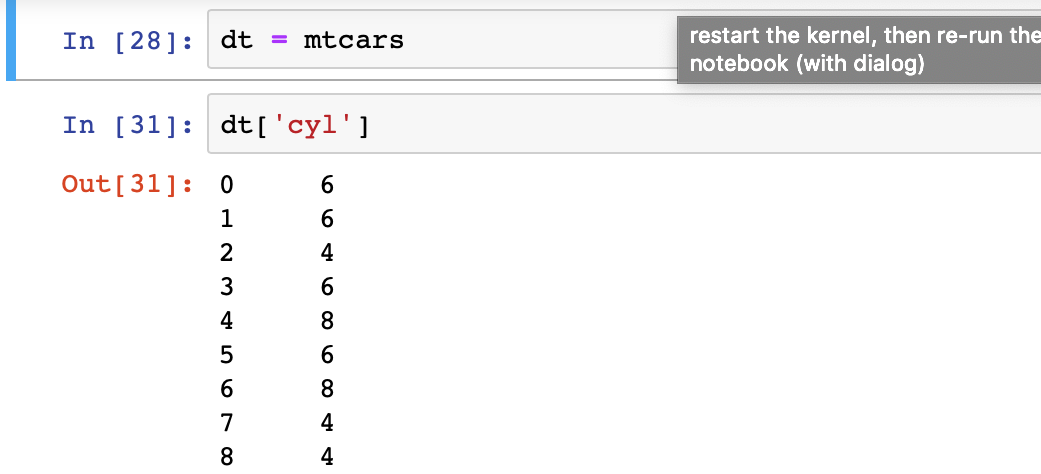 In [28]: dt = mtcars
restart the kernel, then re-run the
notebook (with dialog)
In [31]: dt['cyl']
Out[31]: 0 6
1 6
2 4
3 6
4 8
5 6
6 8
7 4
8 4